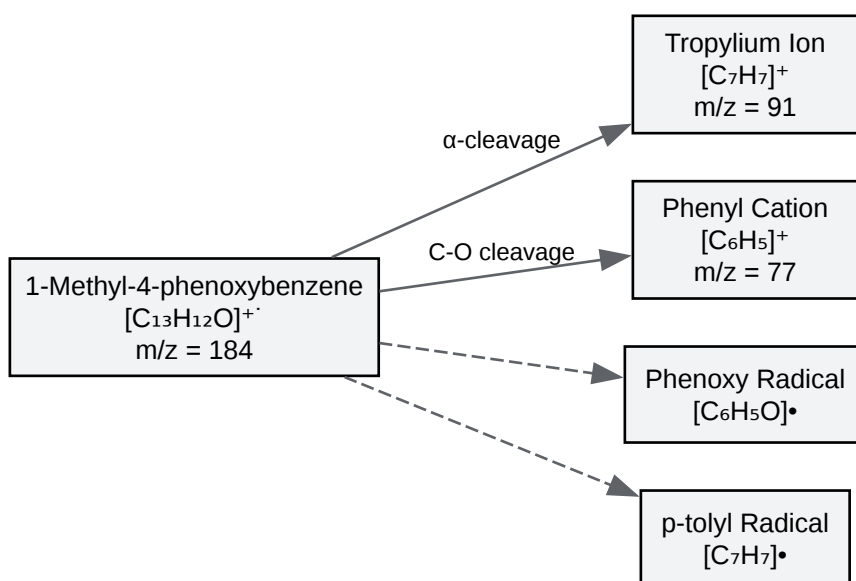 Tropylium Ion
[C₇H₇]⁺
m/z = 91
α-cleavage
Phenyl Cation
[C₆H₅]⁺
m/z = 77
C-O cleavage
1-Methyl-4-phenoxybenzene
[C₁₃H₁₂O]⁺˙
m/z = 184
Phenoxy Radical
[C₆H₅O]•
p-tolyl Radical
[C₇H₇]•